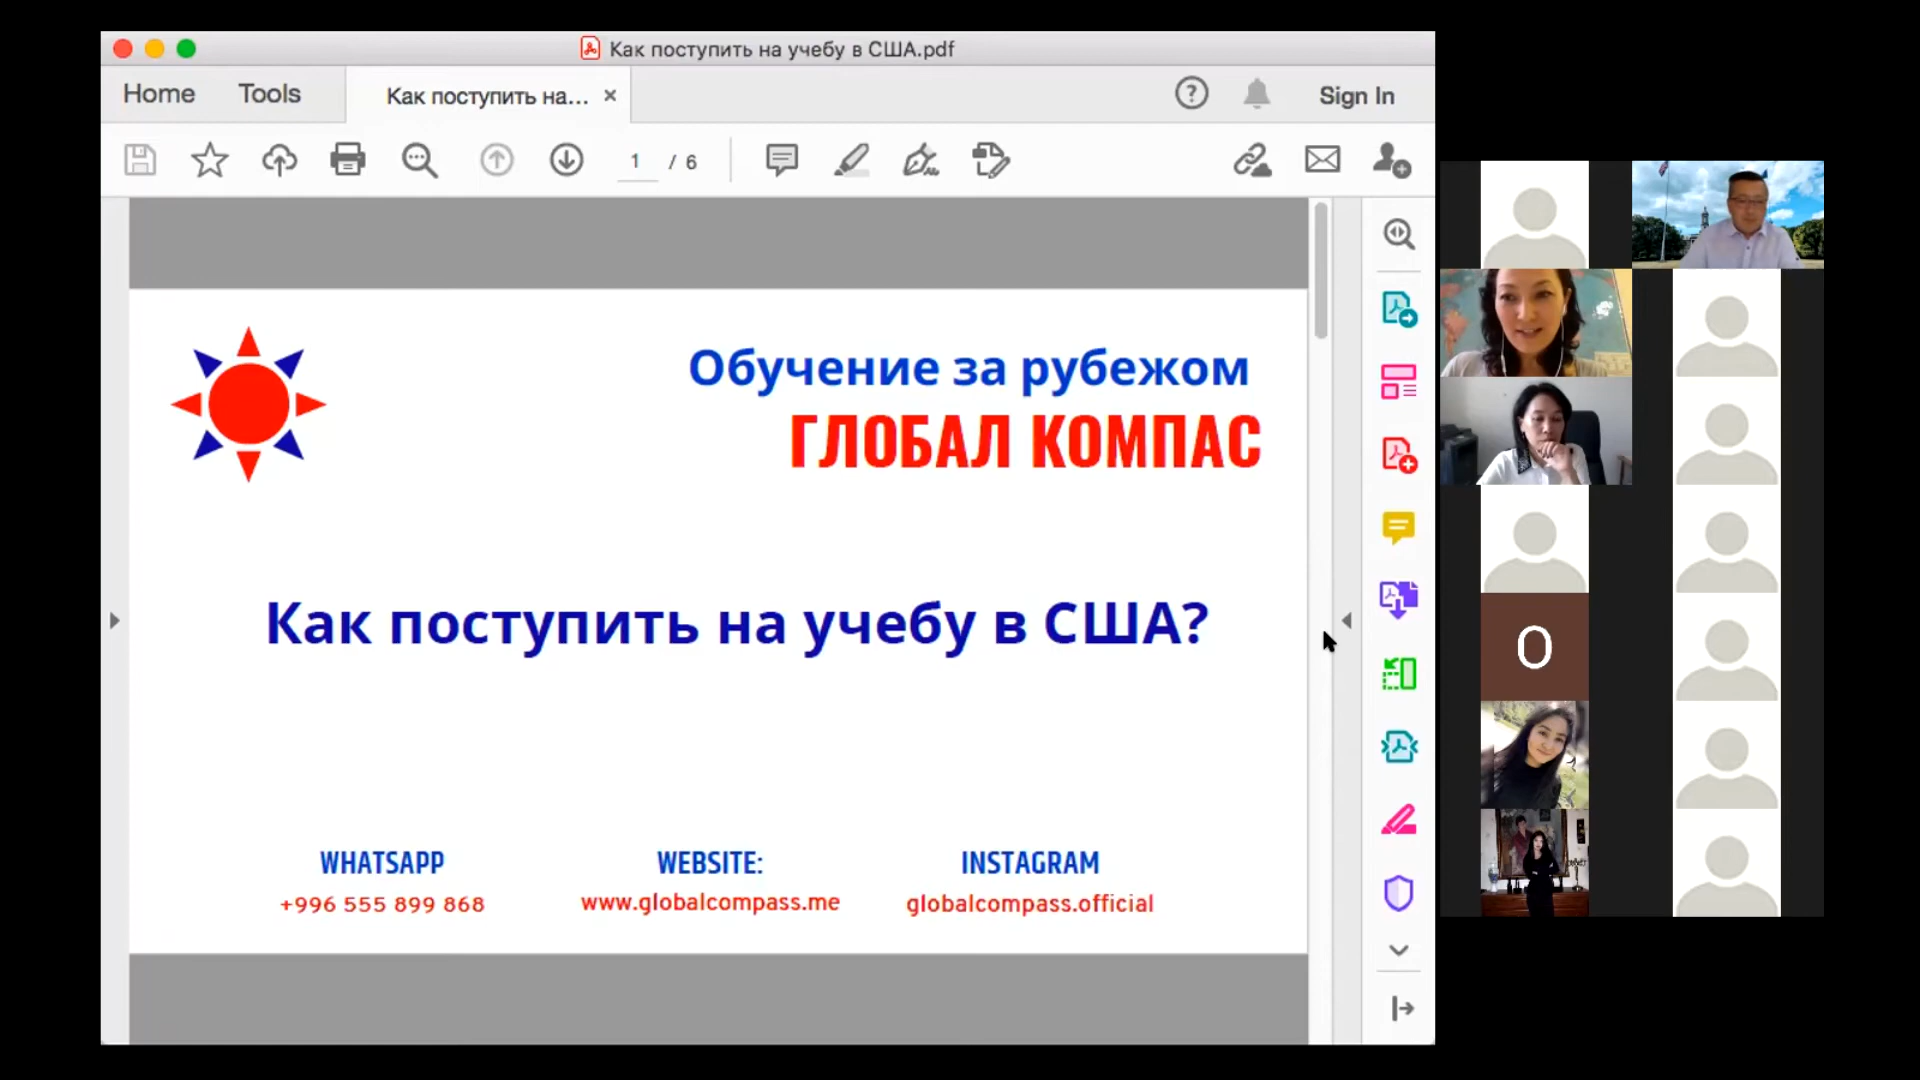 Как поступить на учебу в США.pdf
Home Tools Как поступить на... × Sign In
1 / 6
Обучение за рубежом
ГЛОБАЛ КОМПАС
Как поступить на учебу в США?
WHATSAPP
+996 555 899 868
WEBSITE:
www.globalcompass.me
INSTAGRAM
globalcompass.official
O